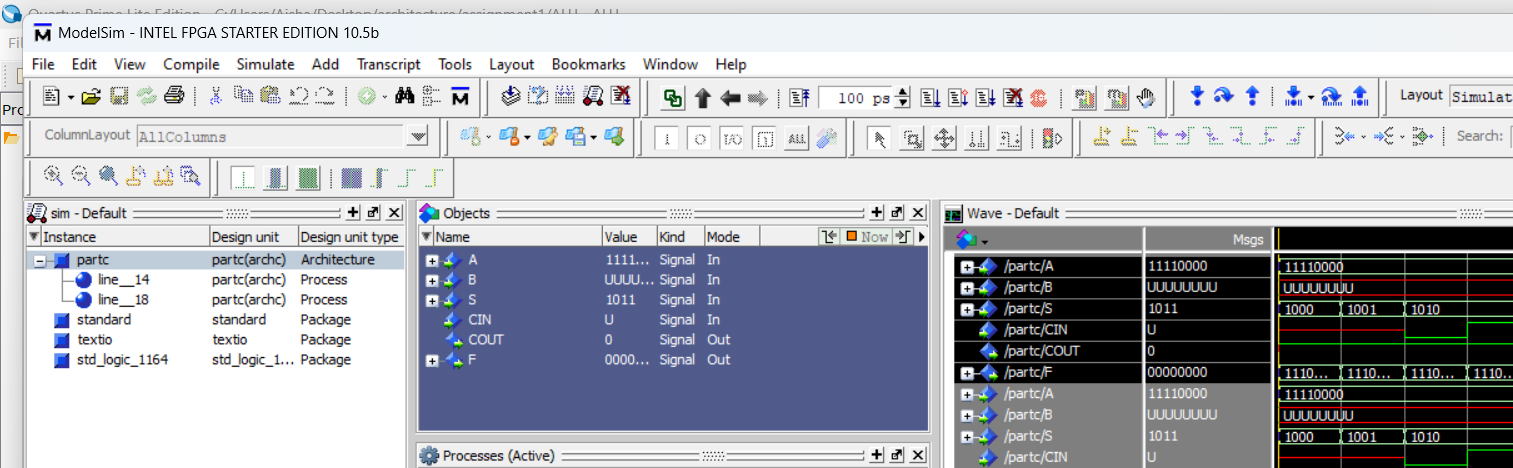 Quartus Prime Lite Edition - C:/Users/Aisha/Desktop/architecture/assignment1/ALU - ALU
ModelSim - INTEL FPGA STARTER EDITION 10.5b
File Edit View Compile Simulate Add Transcript Tools Layout Bookmarks Window Help
100 ps Layout Simulat
ColumnLayout AllColumns Search:
sim - Default Objects Wave - Default
Instance Design unit Design unit type Name Value Kind Mode Now Msgs
partc partc(archc) Architecture A 1111... Signal In /partc/A 11110000 11110000
line__14 partc(archc) Process B UUUU... Signal In /partc/B UUUUUUUU UUUUUUUU
line__18 partc(archc) Process S 1011 Signal In /partc/S 1011 1000 1001 1010
standard standard Package CIN U Signal In /partc/CIN U
textio textio Package COUT 0 Signal Out /partc/COUT 0
std_logic_1164 std_logic_1... Package F 0000... Signal Out /partc/F 00000000 1110... 1110... 1110... 1110...
/partc/A 11110000 11110000
/partc/B UUUUUUUU UUUUUUUU
/partc/S 1011 1000 1001 1010
Processes (Active) /partc/CIN U